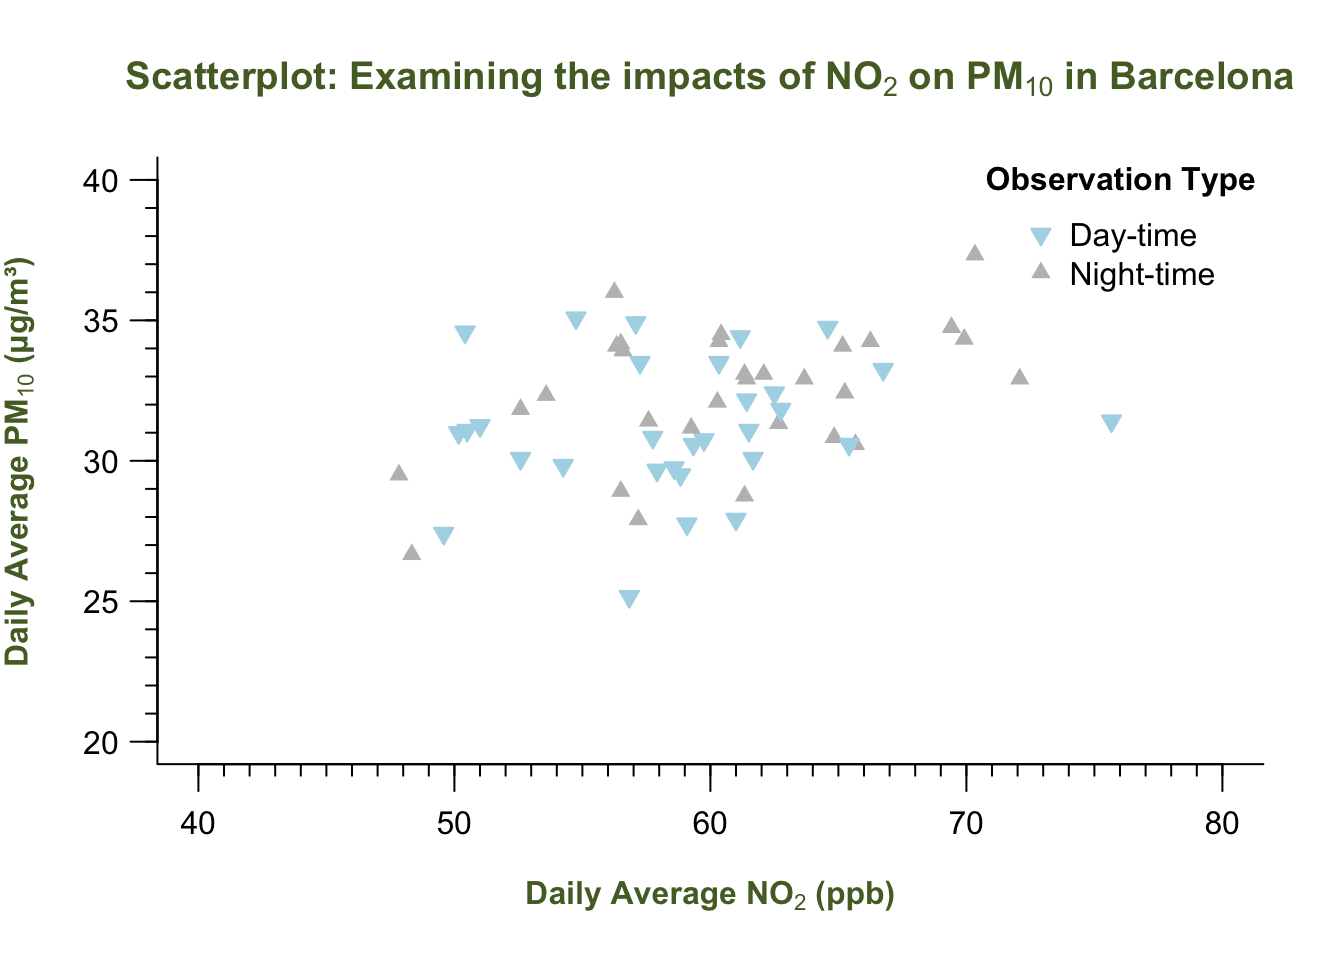 Scatterplot: Examining the impacts of NO₂ on PM₁₀ in Barcelona
Observation Type
Day-time
Night-time
Daily Average PM₁₀ (µg/m³)
40
35
30
25
20
40 50 60 70 80
Daily Average NO₂ (ppb)